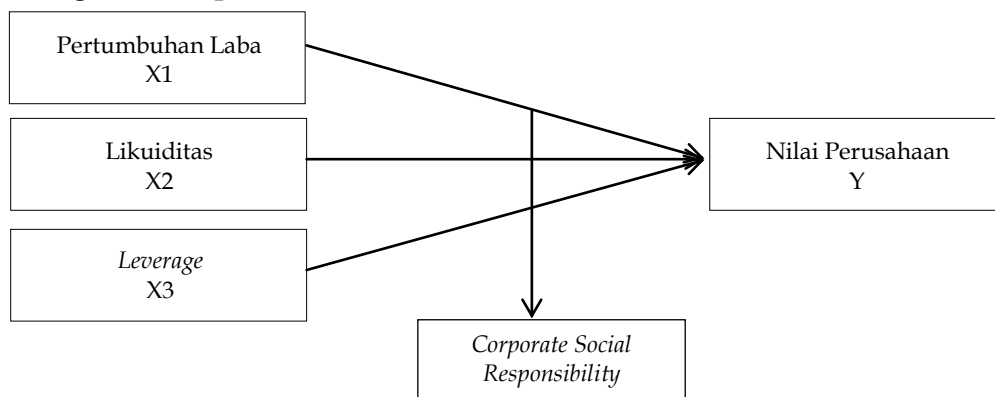 Pertumbuhan Laba
X1
Likuiditas
X2
Nilai Perusahaan
Y
Leverage
X3
Corporate Social
Responsibility